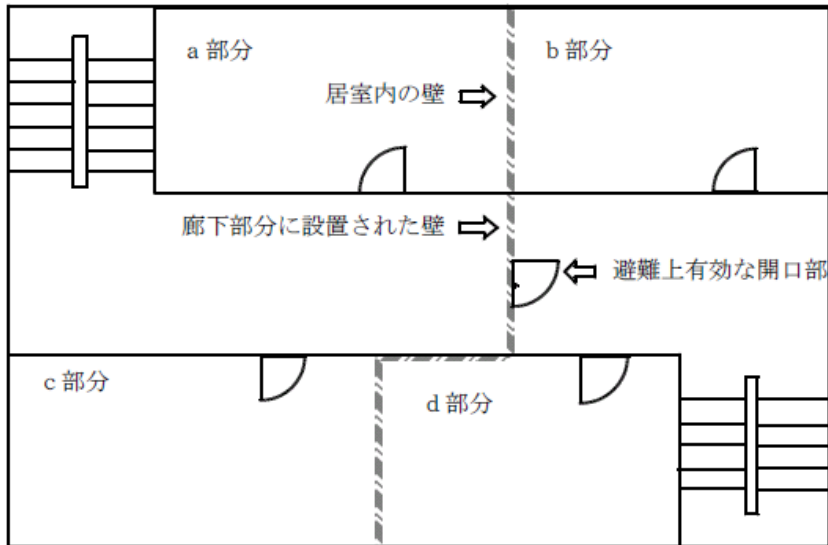 a 部分
b 部分
居室内の壁
廊下部分に設置された壁
避難上有効な開口部
c 部分
d 部分